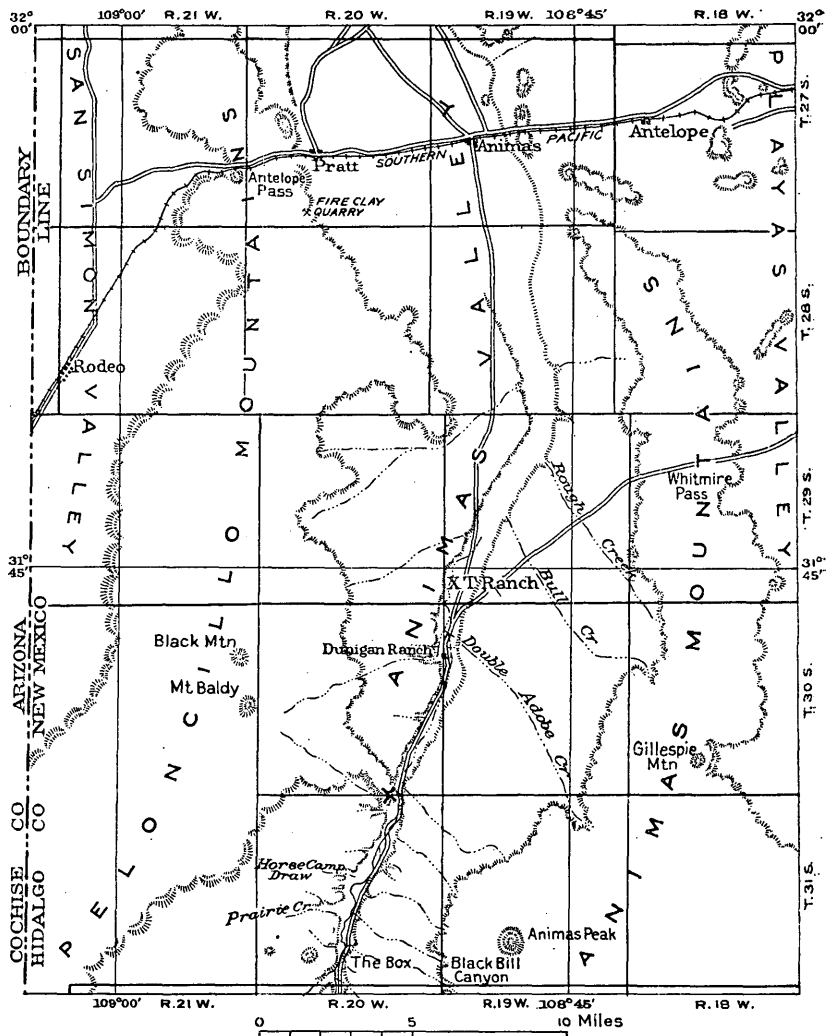 32° 00'
109° 00'
R. 21 W.
R. 20 W.
R. 19 W.
108° 45'
R. 18 W.
32° 00'
T. 27 S.
T. 28 S.
T. 29 S.
T. 30 S.
T. 31 S.
31° 45'
31° 45'
BOUNDARY LINE
ARIZONA
NEW MEXICO
COCHISE CO
HIDALGO CO
SAN SIMON VALLEY
PELONCILLO MOUNTAINS
ANIMAS VALLEY
ANIMAS MOUNTAINS
PLAYAS VALLEY
Antelope
Animas
SOUTHERN PACIFIC
Pratt
Antelope Pass
FIRE CLAY QUARRY
Rodeo
Whitmire Pass
Rough Creek
Bull Cr
X T Ranch
Dunigan Ranch
Double Adobe Cr
Black Mtn
Mt Baldy
Gillespie Mtn
Horse Camp Draw
Prairie Cr
Animas Peak
The Box
Black Bill Canyon
109° 00'
R. 21 W.
R. 20 W.
R. 19 W.
108° 45'
R. 18 W.
0 5 10 Miles